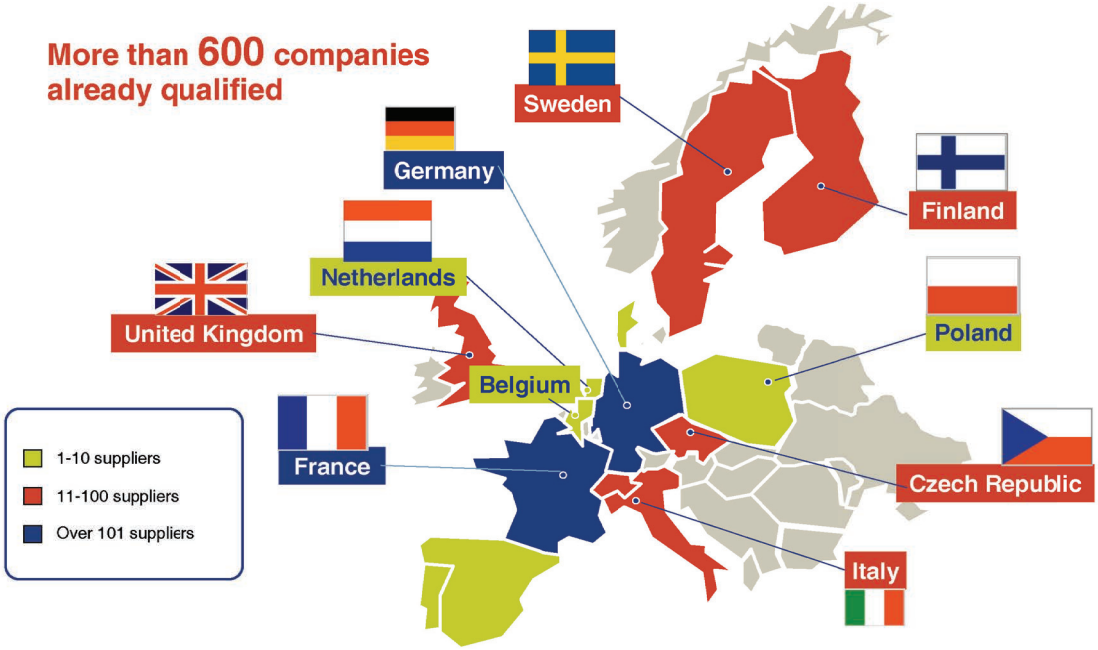 More than 600 companies
already qualified
Sweden
Germany
Finland
Netherlands
United Kingdom
Poland
Belgium
France
Czech Republic
1-10 suppliers
11-100 suppliers
Over 101 suppliers
Italy